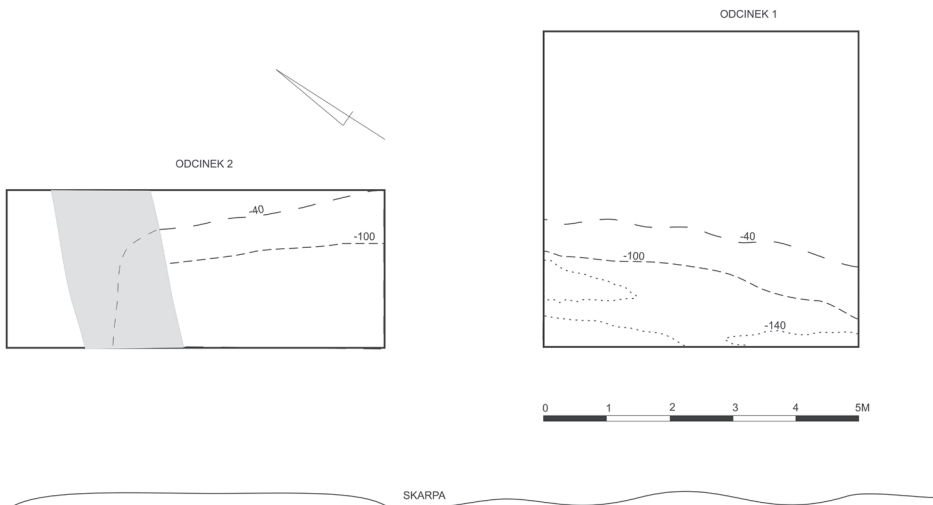 ODCINEK 1
ODCINEK 2
-40
-100
-40
-100
-140
0 1 2 3 4 5M
SKARPA